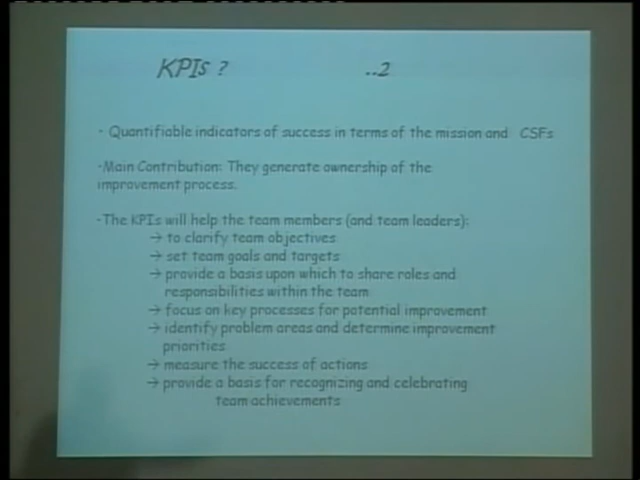 KPIs ? ..2
• Quantifiable indicators of success in terms of the mission and CSFs
•Main Contribution: They generate ownership of the
improvement process.
•The KPIs will help the team members (and team leaders):
→ to clarify team objectives
→ set team goals and targets
→ provide a basis upon which to share roles and
responsibilities within the team
→ focus on key processes for potential improvement
→ identify problem areas and determine improvement
priorities
→ measure the success of actions
→ provide a basis for recognizing and celebrating
team achievements